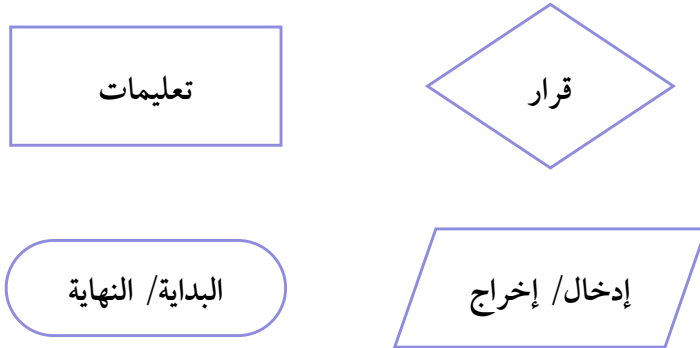 قرار
تعليمات
إدخال/ إخراج
البداية/ النهاية